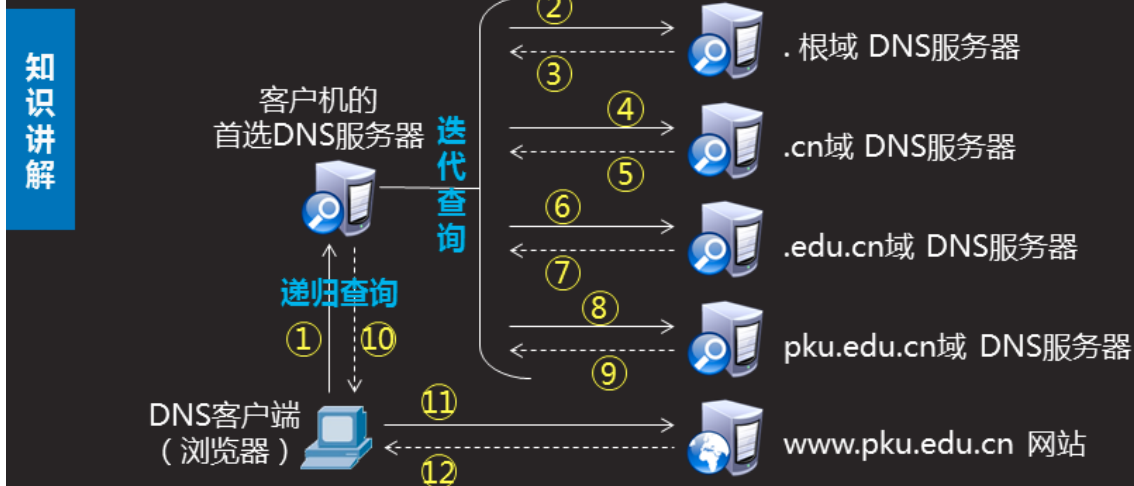 知识讲解
客户机的
首选DNS服务器
迭代查询
递归查询
①
⑩
②
③
. 根域 DNS服务器
④
⑤
.cn域 DNS服务器
⑥
⑦
.edu.cn域 DNS服务器
⑧
⑨
pku.edu.cn域 DNS服务器
DNS客户端
（浏览器）
⑪
⑫
www.pku.edu.cn 网站